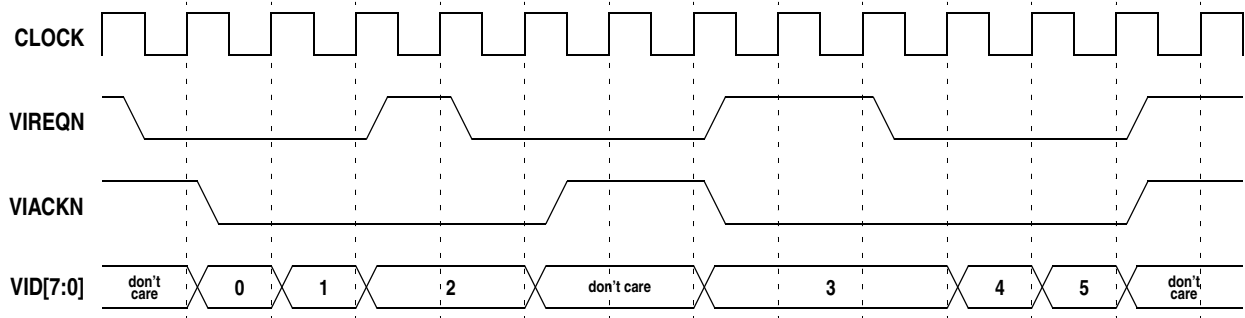 CLOCK
VIREQN
VIACKN
VID[7:0] don't care 0 1 2 don't care 3 4 5 don't care